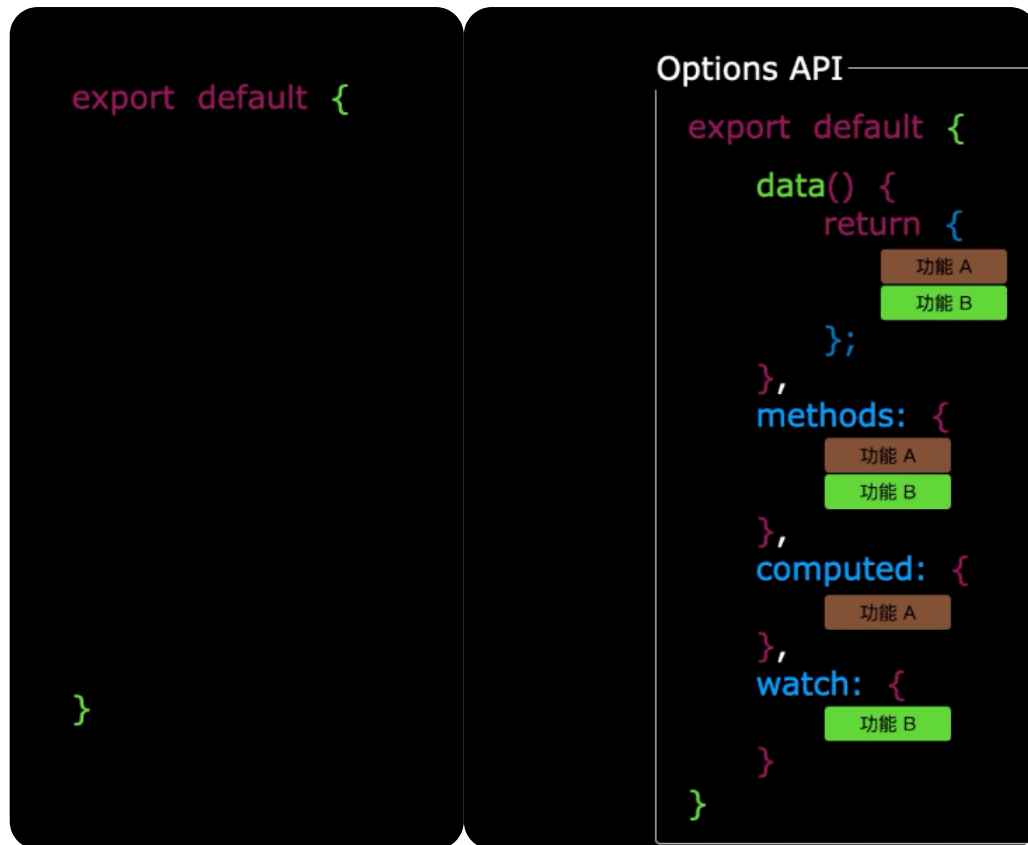 export default {
}
Options API
export default {
data() {
return {
功能 A
功能 B
};
},
methods: {
功能 A
功能 B
},
computed: {
功能 A
},
watch: {
功能 B
}
}